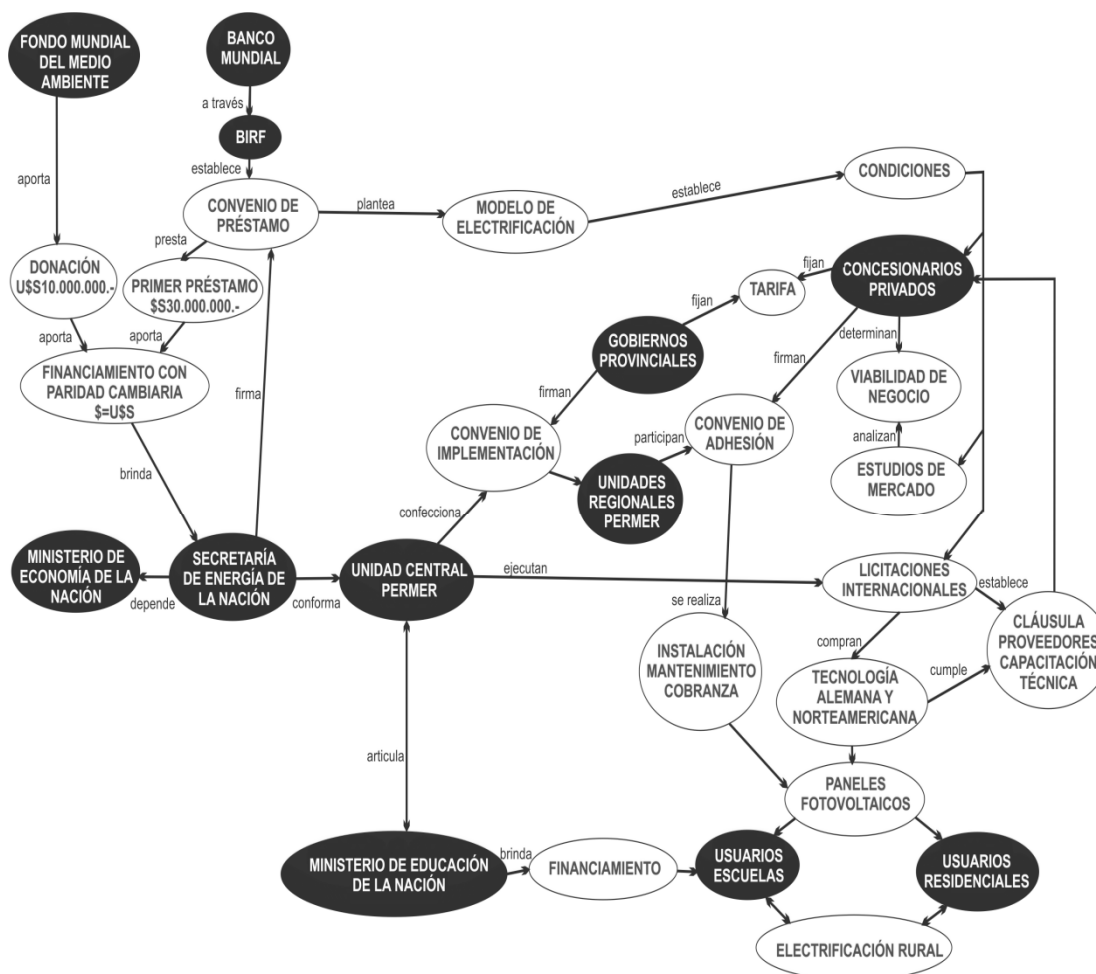 FONDO MUNDIAL
DEL MEDIO
AMBIENTE
BANCO
MUNDIAL
a través
BIRF
establece
aporta
CONVENIO DE
PRÉSTAMO
plantea
MODELO DE
ELECTRIFICACIÓN
establece
CONDICIONES
presta
DONACIÓN
U$S10.000.000.-
PRIMER PRÉSTAMO
$S30.000.000.-
aporta
aporta
FINANCIAMIENTO CON
PARIDAD CAMBIARIA
$=U$S
firma
brinda
fijan
TARIFA
fijan
CONCESIONARIOS
PRIVADOS
GOBIERNOS
PROVINCIALES
determinan
firman
firman
VIABILIDAD DE
NEGOCIO
CONVENIO DE
IMPLEMENTACIÓN
participan
CONVENIO DE
ADHESIÓN
analizan
ESTUDIOS DE
MERCADO
UNIDADES
REGIONALES
PERMER
confecciona
MINISTERIO DE
ECONOMÍA DE LA
NACIÓN
depende
SECRETARÍA
DE ENERGÍA DE
LA NACIÓN
conforma
UNIDAD CENTRAL
PERMER
ejecutan
LICITACIONES
INTERNACIONALES
establece
se realiza
CLÁUSULA
PROVEEDORES
CAPACITACIÓN
TÉCNICA
compran
INSTALACIÓN
MANTENIMIENTO
COBRANZA
TECNOLOGÍA
ALEMANA Y
NORTEAMERICANA
cumple
articula
PANELES
FOTOVOLTAICOS
MINISTERIO DE EDUCACIÓN
DE LA NACIÓN
brinda
FINANCIAMIENTO
USUARIOS
ESCUELAS
USUARIOS
RESIDENCIALES
ELECTRIFICACIÓN RURAL